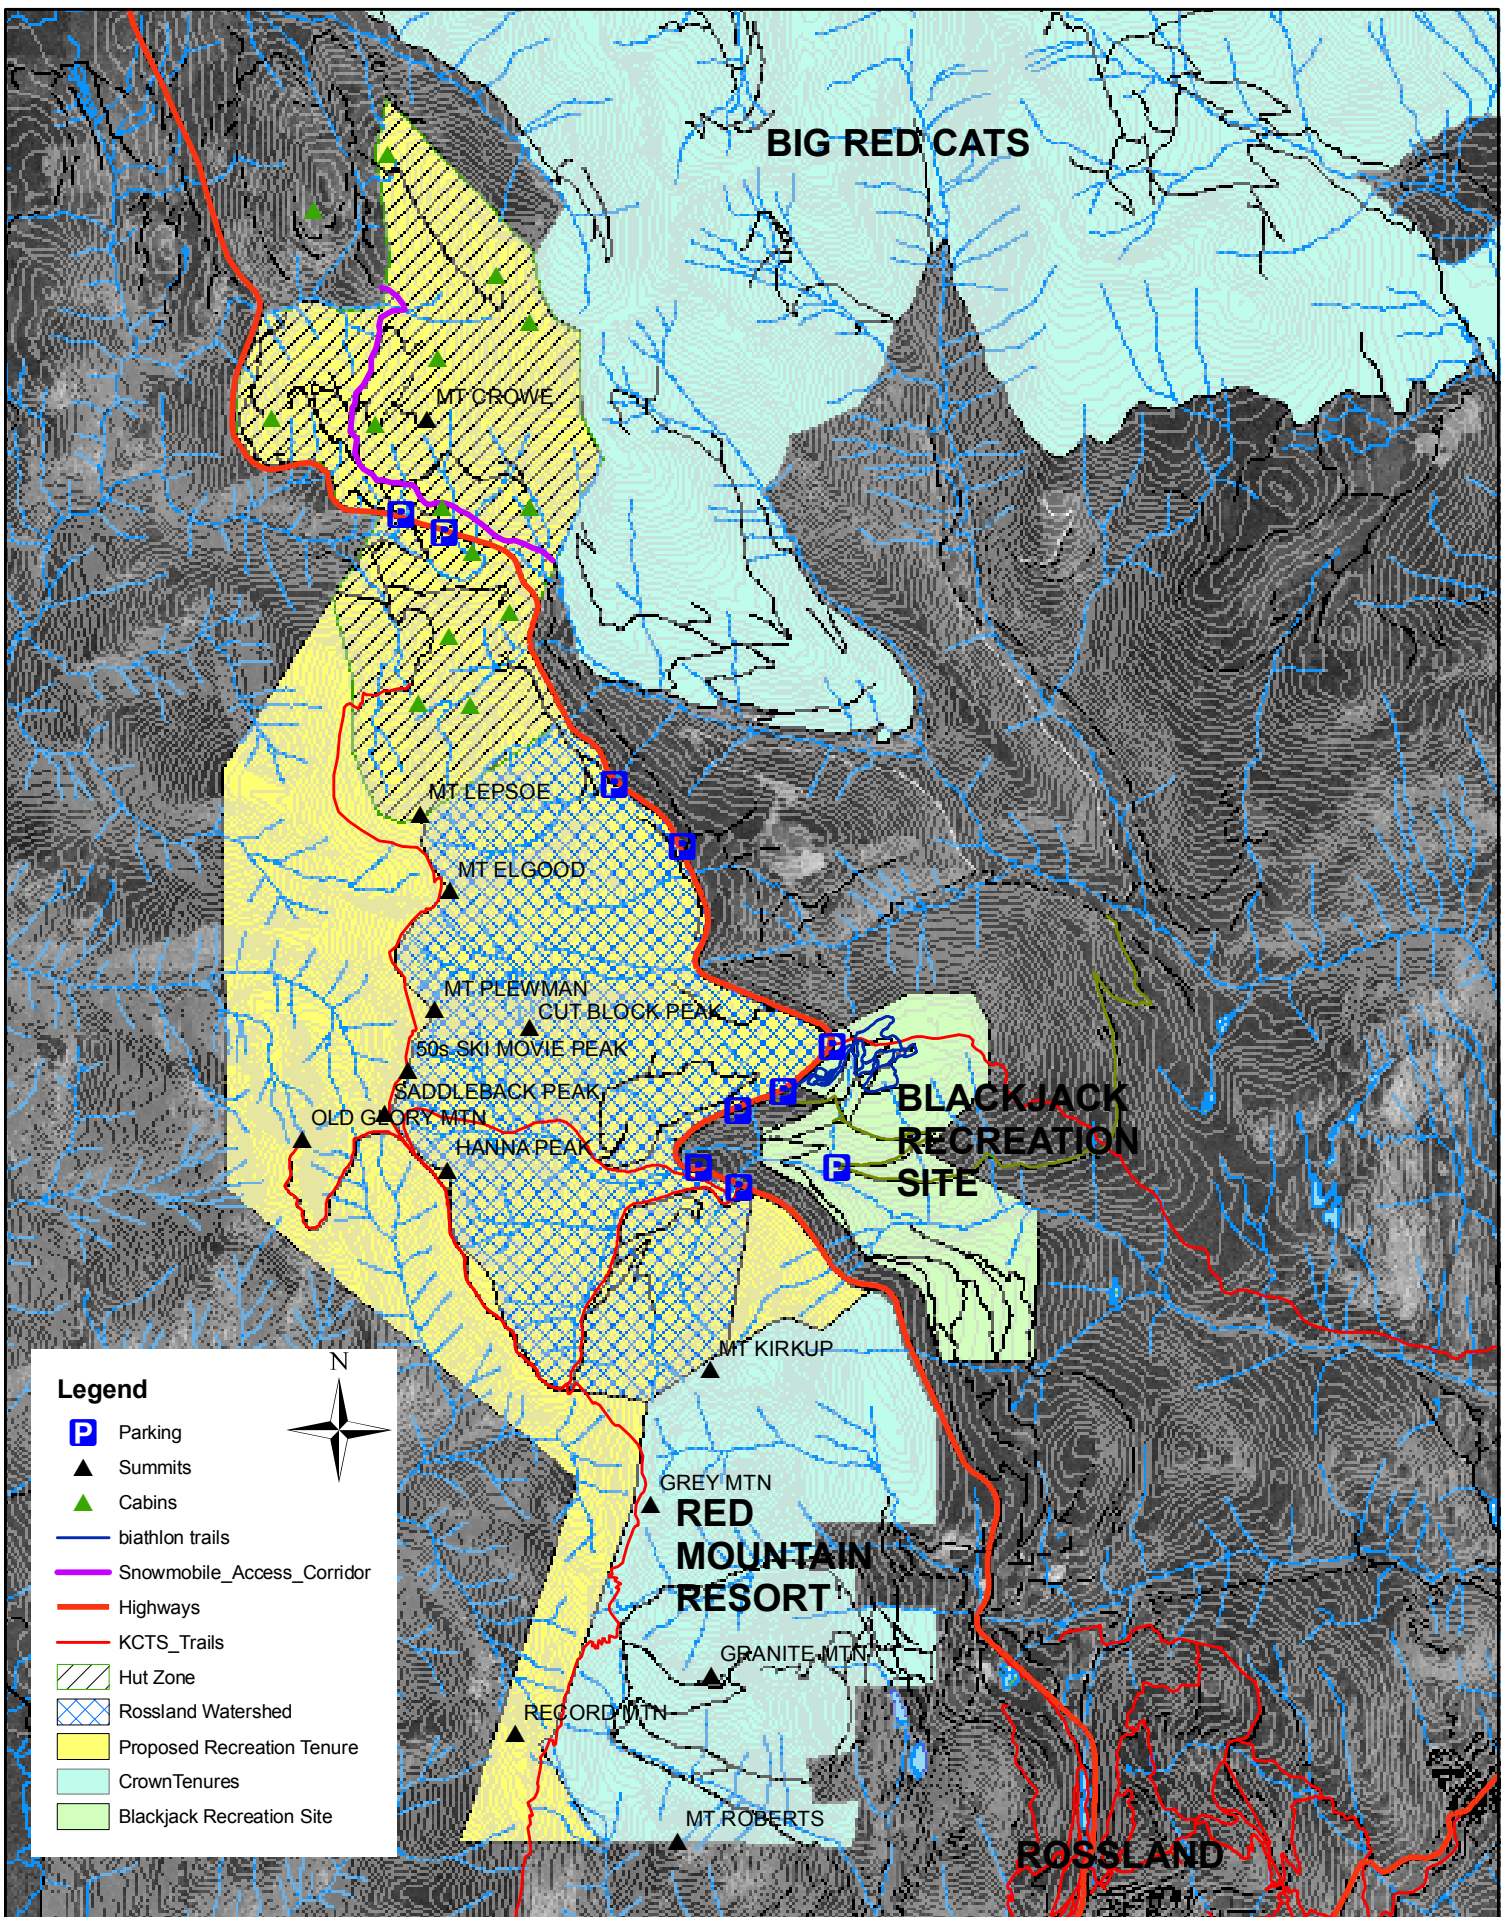 BIG RED CATS
MT CROWE
P
P
MT LEPSOE
P
P
MT ELGOOD
MT PLEWMAN
CUT BLOCK PEAK
50s SKI MOVIE PEAK
P
SADDLEBACK PEAK
P
P
OLD GLORY MTN
HANNA PEAK
BLACKJACK
RECREATION
SITE
P
P
P
MT KIRKUP
GREY MTN
RED
MOUNTAIN
RESORT
GRANITE MTN
RECORD MTN
MT ROBERTS
ROSSLAND
N
Legend
P Parking
Summits
Cabins
biathlon trails
Snowmobile_Access_Corridor
Highways
KCTS_Trails
Hut Zone
Rossland Watershed
Proposed Recreation Tenure
CrownTenures
Blackjack Recreation Site